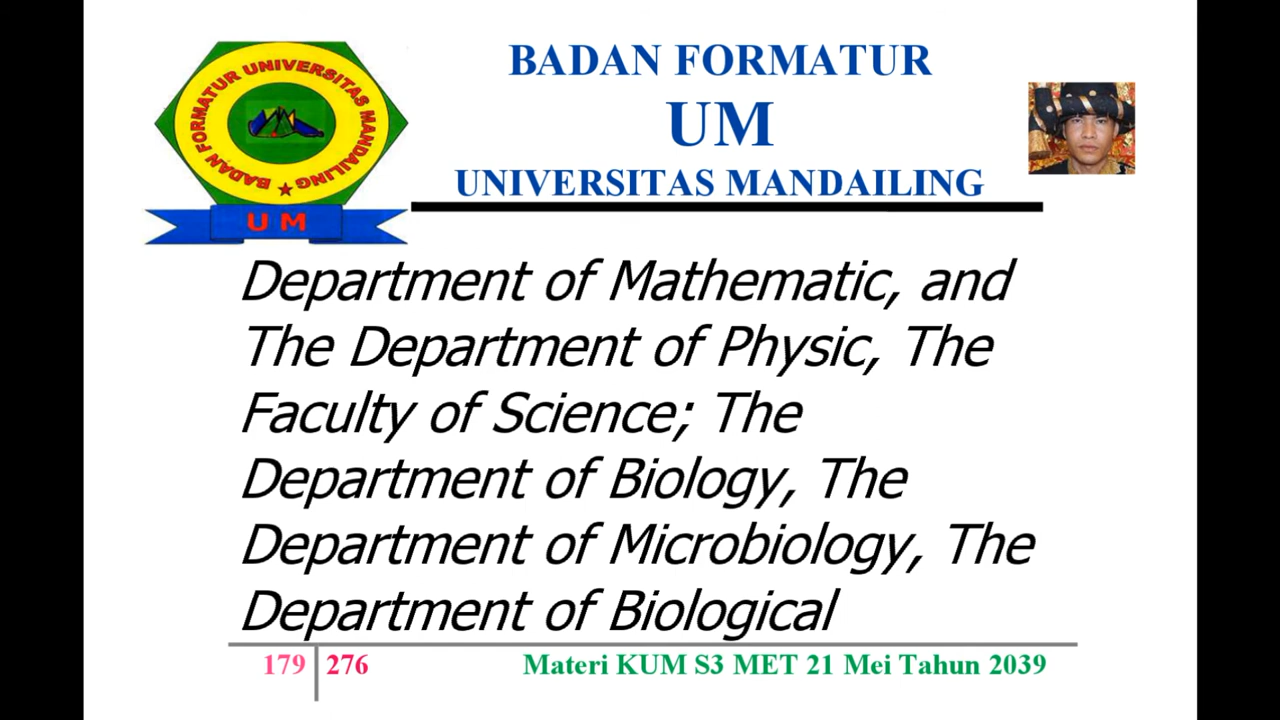 BADAN FORMATUR UNIVERSITAS MANDAILING
U M
BADAN FORMATUR
UM
UNIVERSITAS MANDAILING
Department of Mathematic, and
The Department of Physic, The
Faculty of Science; The
Department of Biology, The
Department of Microbiology, The
Department of Biological
179 276 Materi KUM S3 MET 21 Mei Tahun 2039